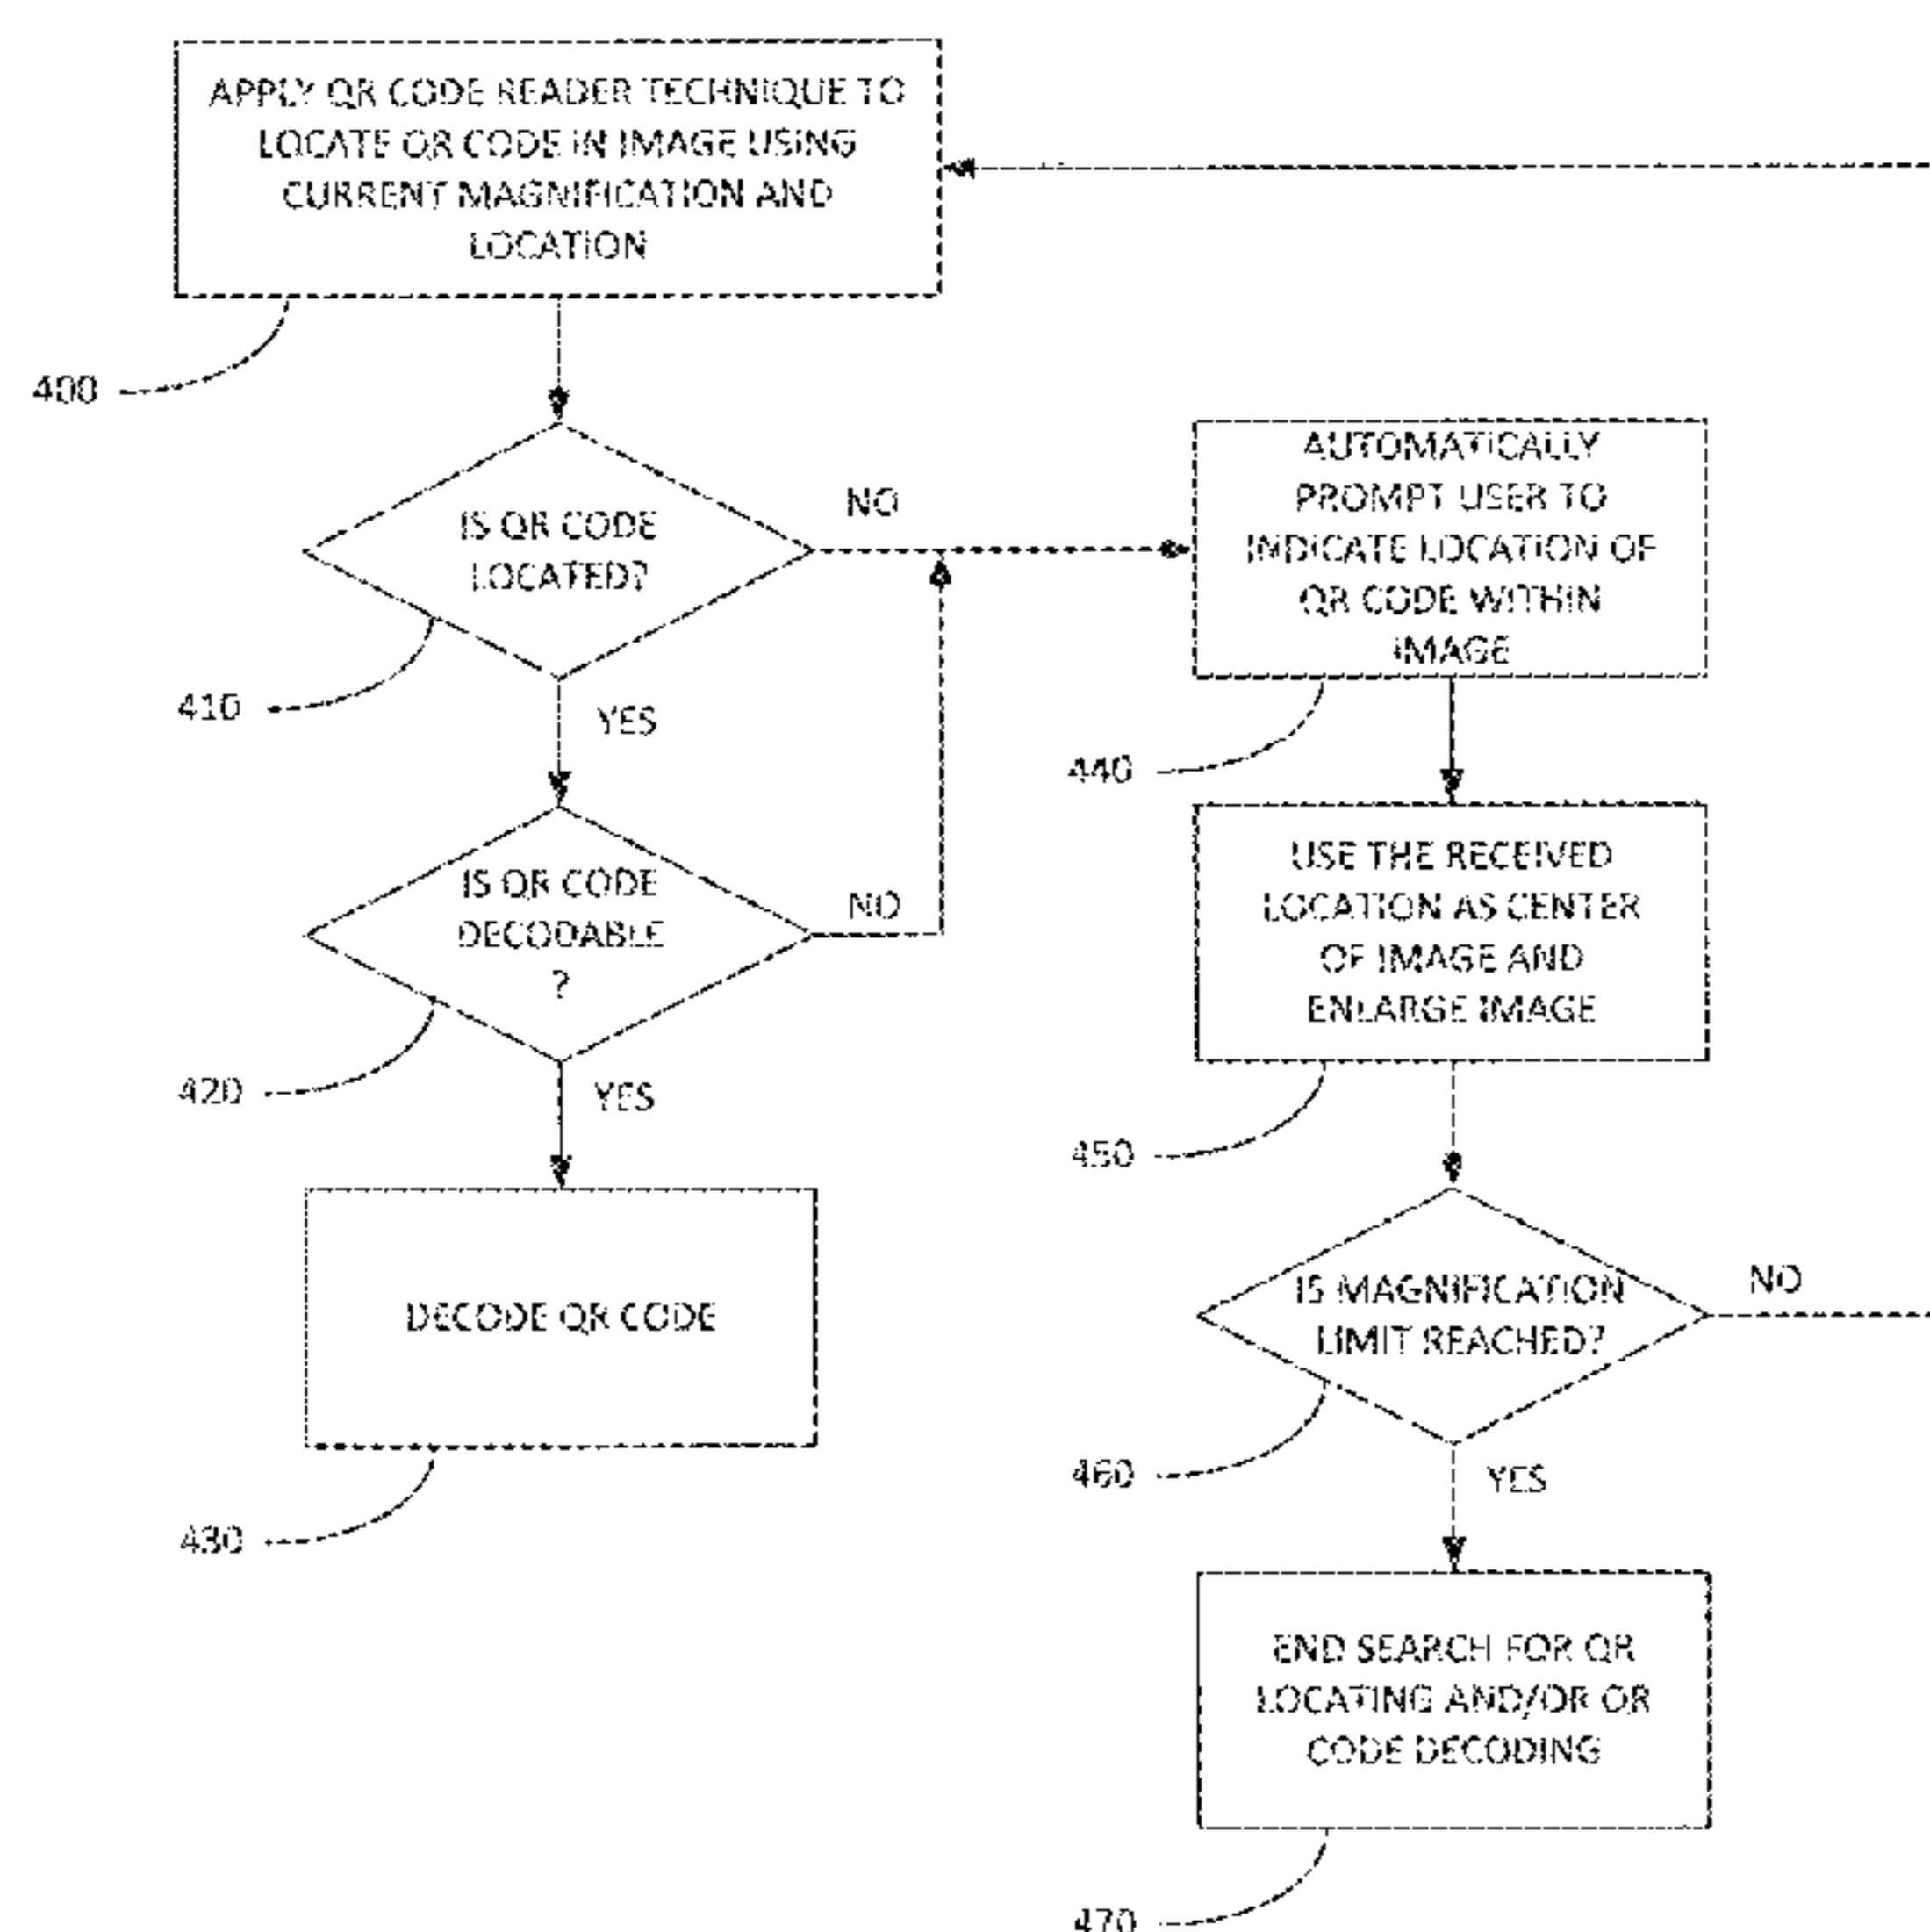 APPLY QR CODE READER TECHNIQUE TO
LOCATE QR CODE IN IMAGE USING
CURRENT MAGNIFICATION AND
LOCATION
400
IS QR CODE
LOCATED?
NO
410
YES
IS QR CODE
DECODABLE
?
NO
420
YES
DECODE QR CODE
430
AUTOMATICALLY
PROMPT USER TO
INDICATE LOCATION OF
QR CODE WITHIN
IMAGE
440
USE THE RECEIVED
LOCATION AS CENTER
OF IMAGE AND
ENLARGE IMAGE
450
IS MAGNIFICATION
LIMIT REACHED?
NO
460
YES
END SEARCH FOR QR
LOCATING AND/OR QR
CODE DECODING
470